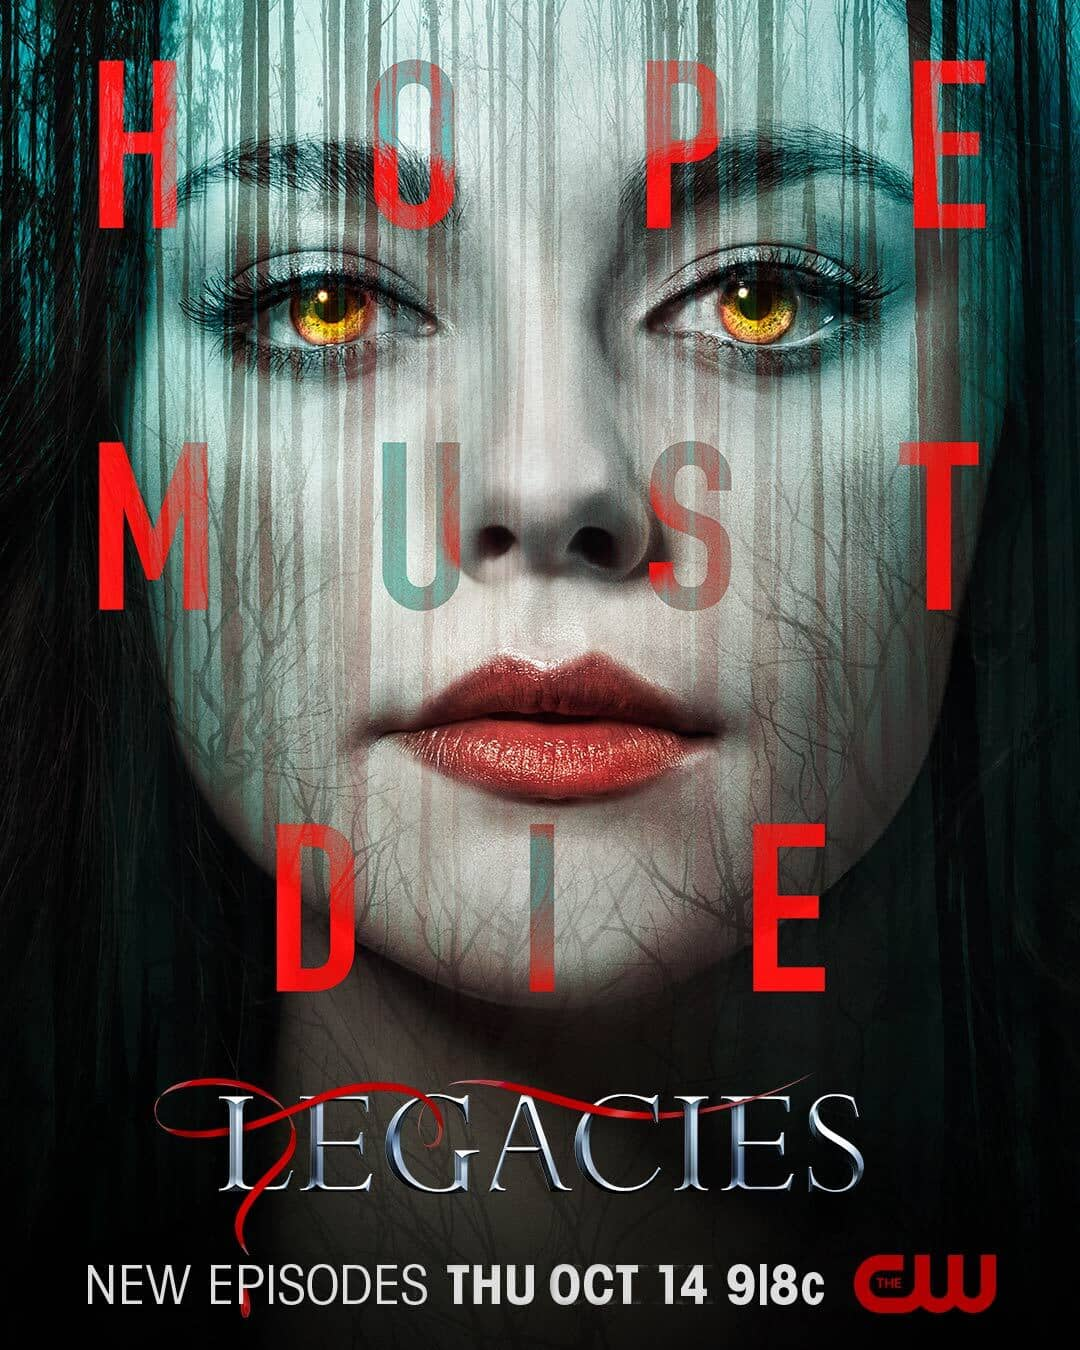 HOPE
MUST
DIE
LEGACIES
NEW EPISODES THU OCT 14 9|8c THE CW